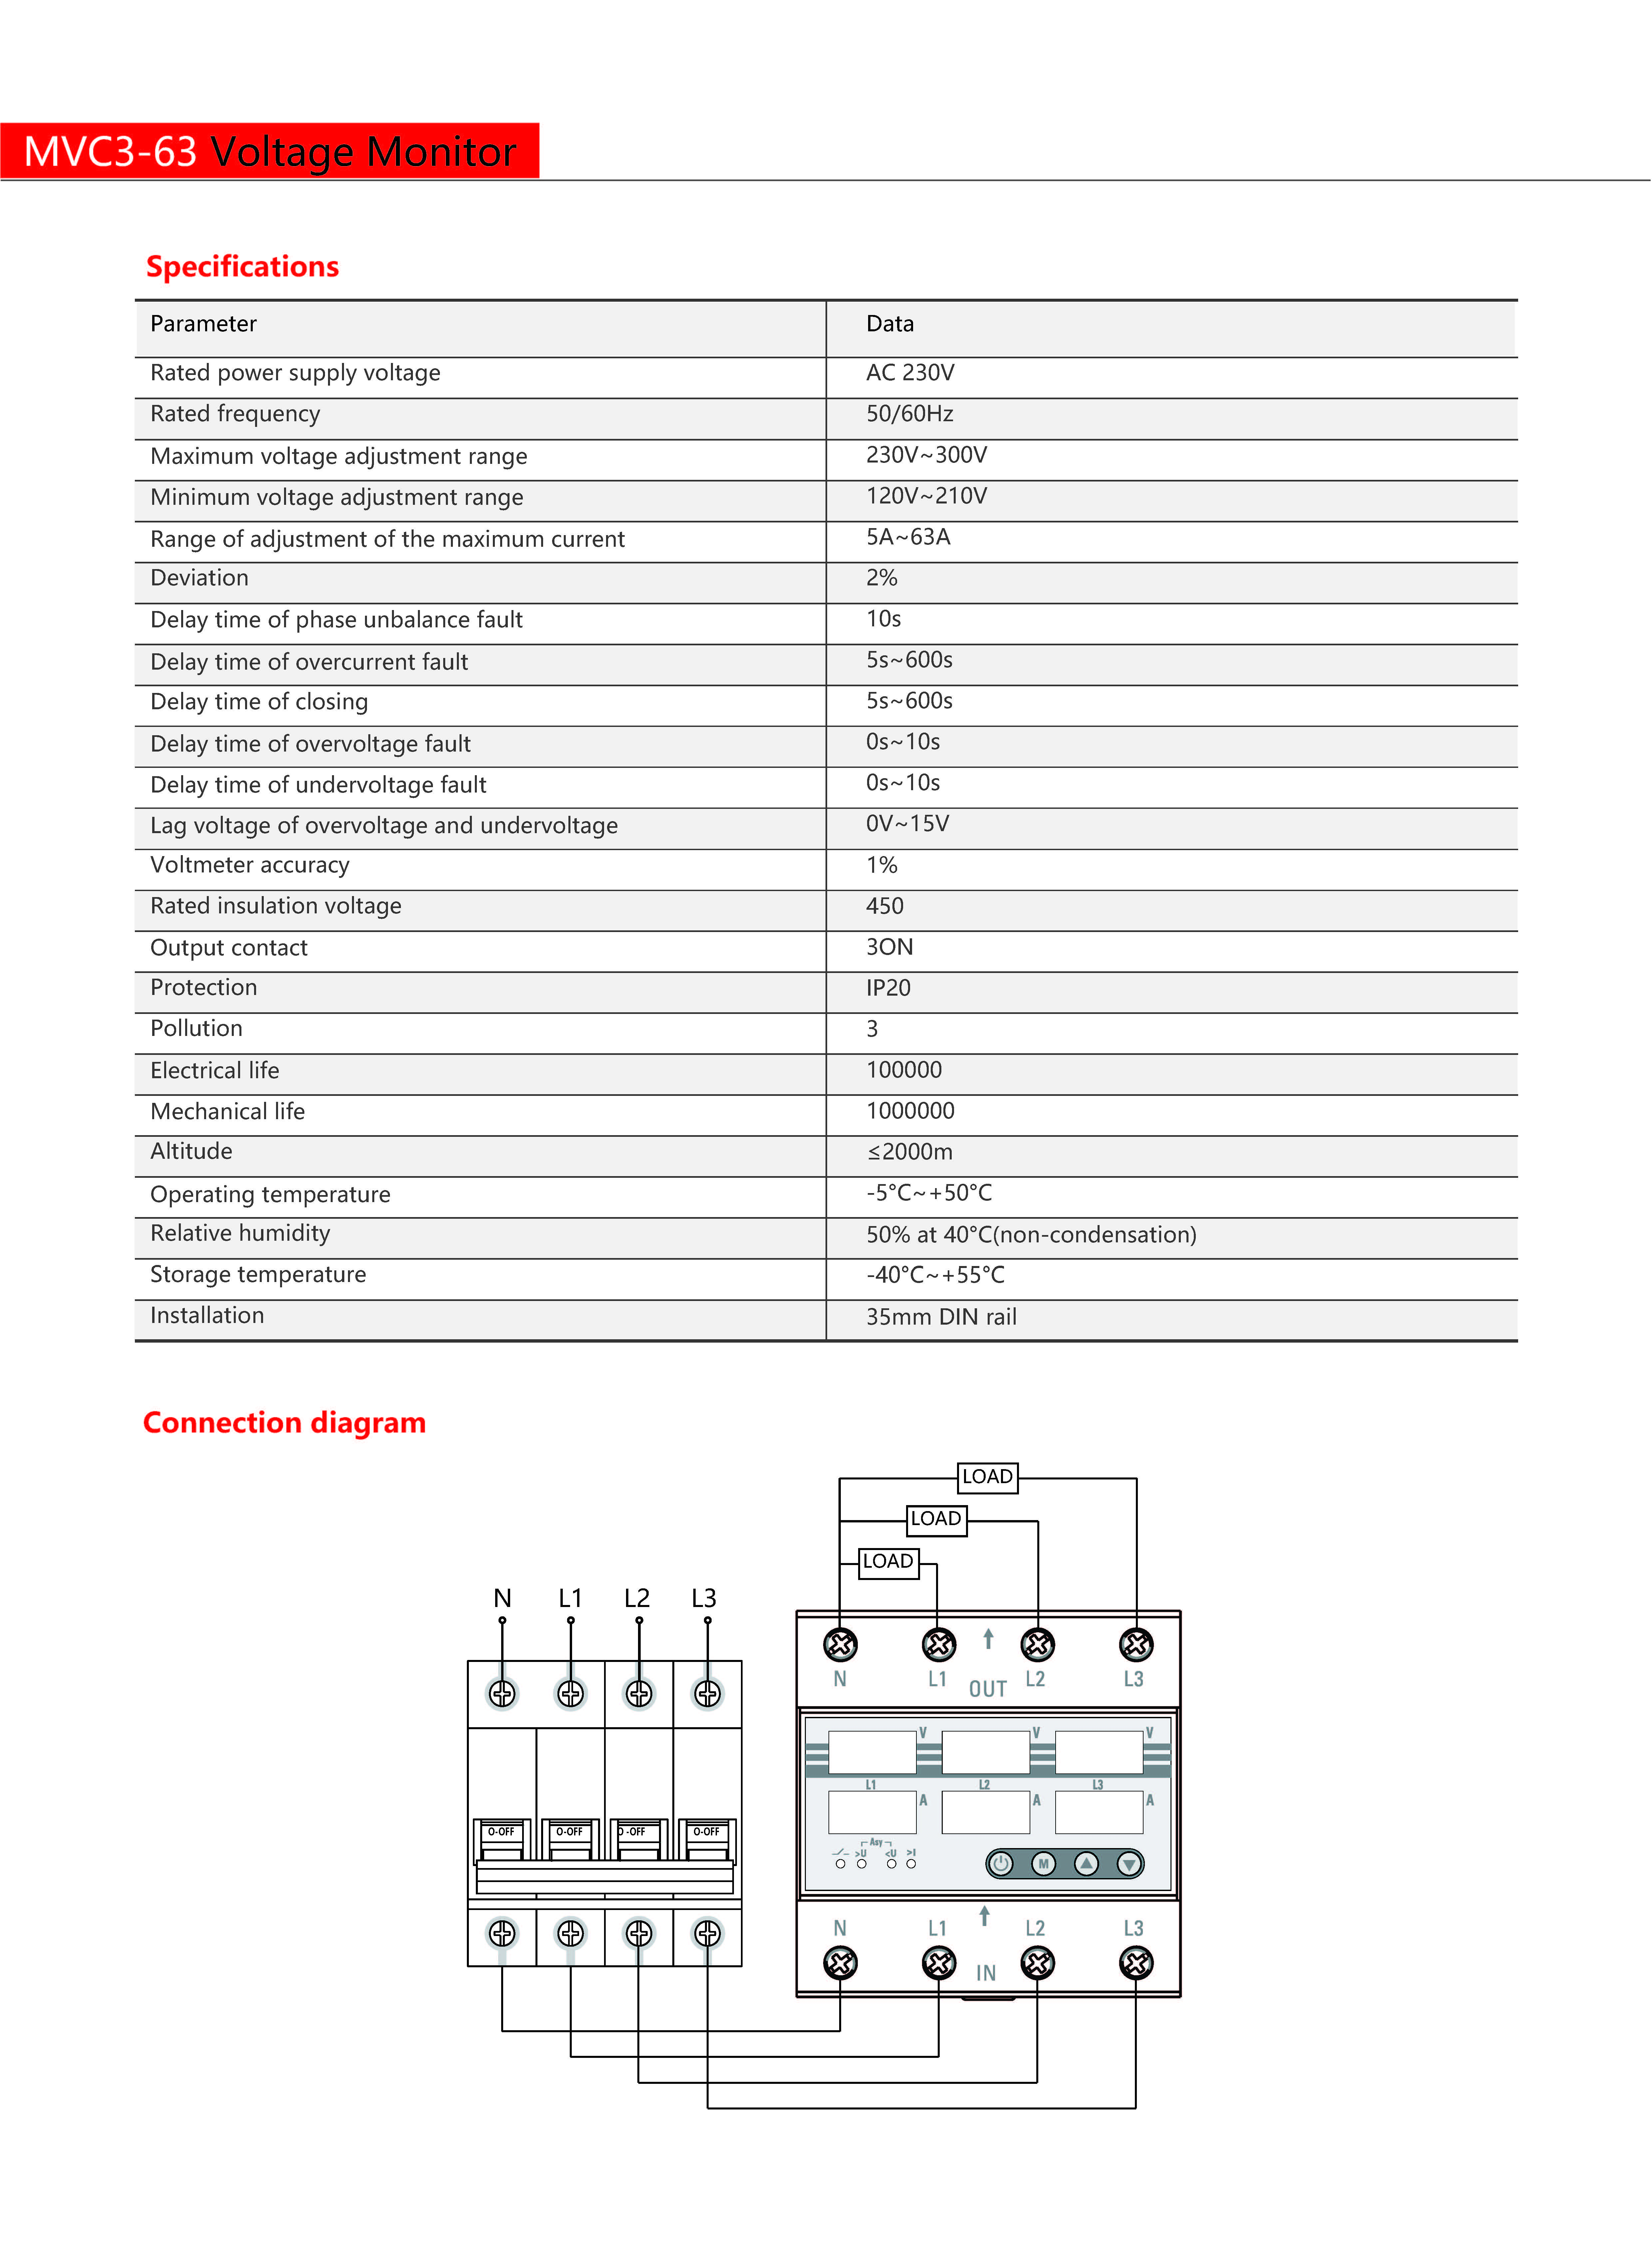 MVC3-63 Voltage Monitor
Specifications
Parameter Data
Rated power supply voltage AC 230V
Rated frequency 50/60Hz
Maximum voltage adjustment range 230V~300V
Minimum voltage adjustment range 120V~210V
Range of adjustment of the maximum current 5A~63A
Deviation 2%
Delay time of phase unbalance fault 10s
Delay time of overcurrent fault 5s~600s
Delay time of closing 5s~600s
Delay time of overvoltage fault 0s~10s
Delay time of undervoltage fault 0s~10s
Lag voltage of overvoltage and undervoltage 0V~15V
Voltmeter accuracy 1%
Rated insulation voltage 450
Output contact 3ON
Protection IP20
Pollution 3
Electrical life 100000
Mechanical life 1000000
Altitude ≤2000m
Operating temperature -5°C~+50°C
Relative humidity 50% at 40°C(non-condensation)
Storage temperature -40°C~+55°C
Installation 35mm DIN rail
Connection diagram
LOAD
LOAD
LOAD
N L1 L2 L3
N L1 OUT L2 L3
V V V
L1 L2 L3
A A A
O-OFF O-OFF O-OFF O-OFF
Asy
>U <U >I
M
N L1 L2 L3
IN